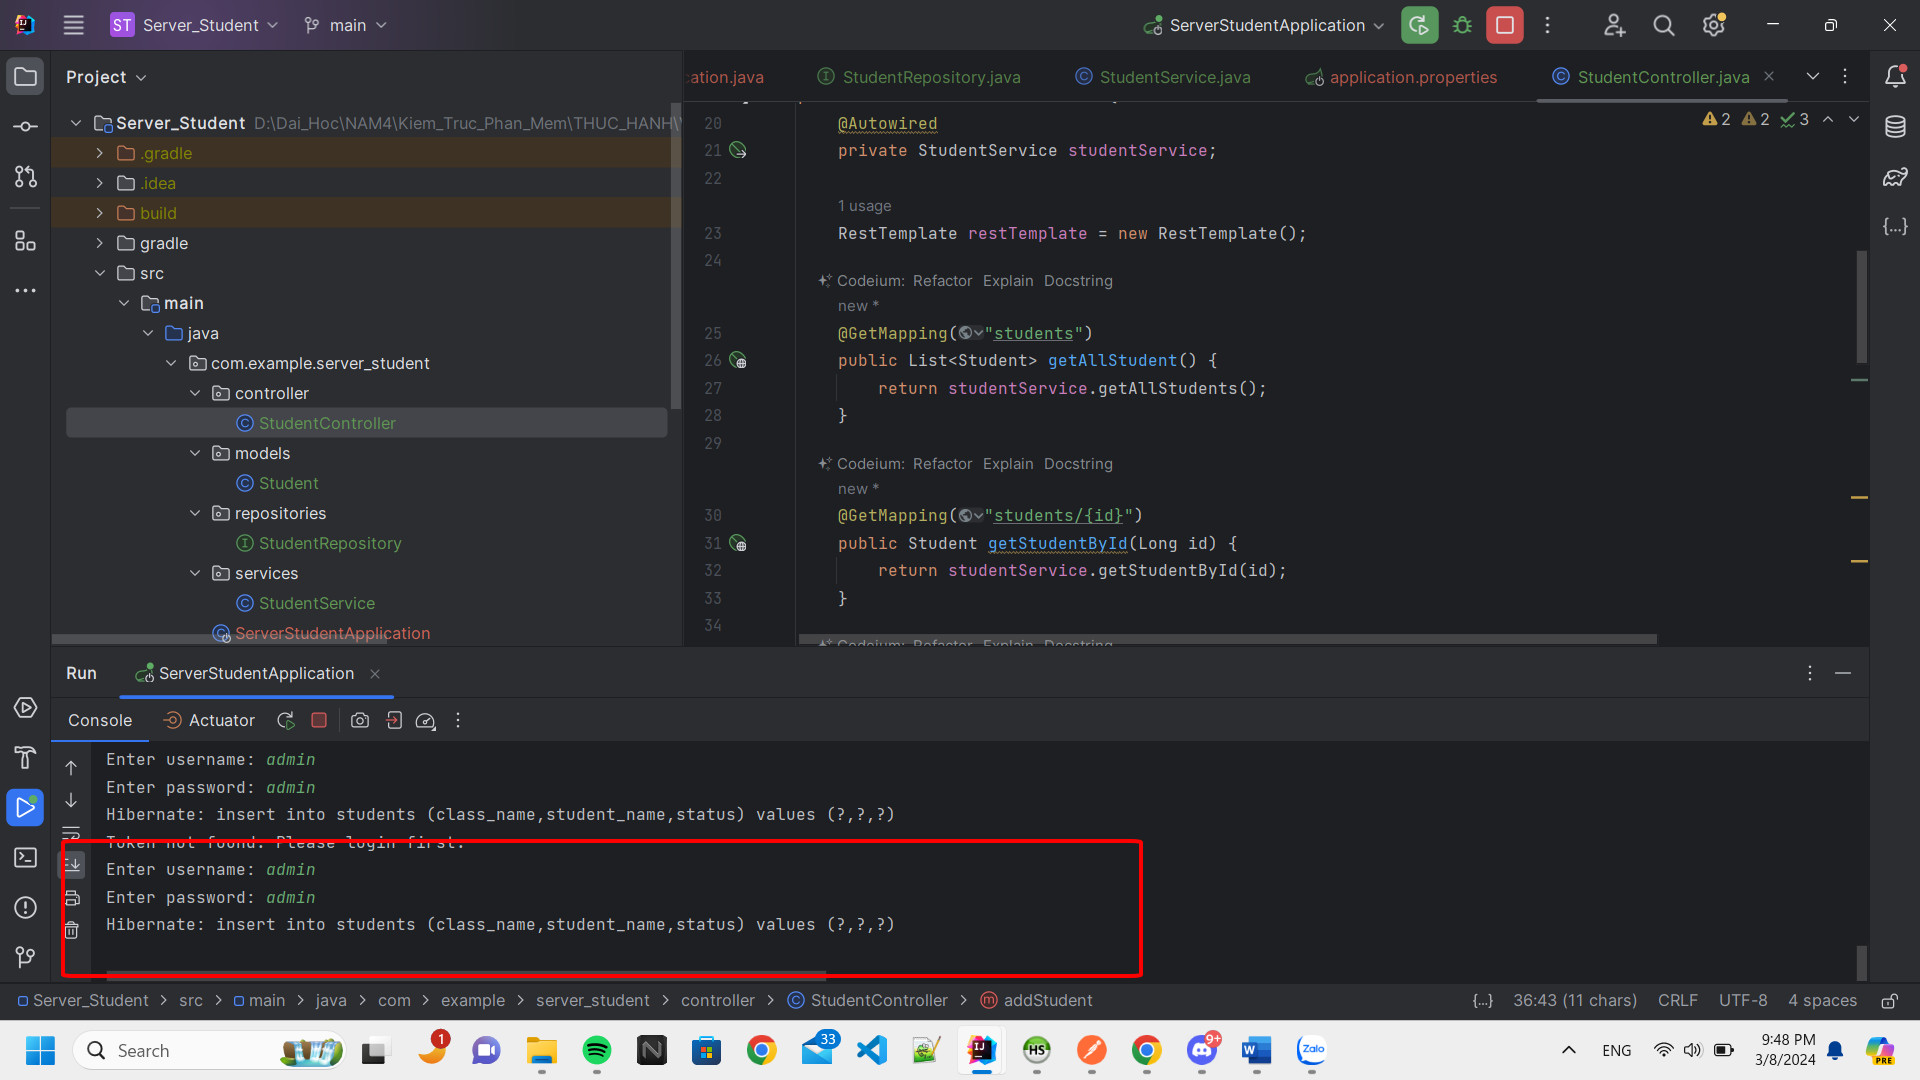 ST Server_Student main ServerStudentApplication
Project
ation.java StudentRepository.java StudentService.java application.properties StudentController.java
Server_Student D:\Dai_Hoc\NAM4\Kiem_Truc_Phan_Mem\THUC_HANH\
.gradle
.idea
build
gradle
src
main
java
com.example.server_student
controller
StudentController
models
Student
repositories
StudentRepository
services
StudentService
ServerStudentApplication
2 2 3
20 @Autowired
21 private StudentService studentService;
22
1 usage
23 RestTemplate restTemplate = new RestTemplate();
24
Codeium: Refactor Explain Docstring
new *
25 @GetMapping("students")
26 public List<Student> getAllStudent() {
27 return studentService.getAllStudents();
28 }
29
Codeium: Refactor Explain Docstring
new *
30 @GetMapping("students/{id}")
31 public Student getStudentById(Long id) {
32 return studentService.getStudentById(id);
33 }
34
Codeium: Refactor Explain Docstring
Run ServerStudentApplication
Console Actuator
Enter username: admin
Enter password: admin
Hibernate: insert into students (class_name,student_name,status) values (?,?,?)
Token not found. Please login first.
Enter username: admin
Enter password: admin
Hibernate: insert into students (class_name,student_name,status) values (?,?,?)
Server_Student > src > main > java > com > example > server_student > controller > StudentController > addStudent {...} 36:43 (11 chars) CRLF UTF-8 4 spaces
Search 1 33 HS 9+ Zalo ENG 9:48 PM
3/8/2024 PRE